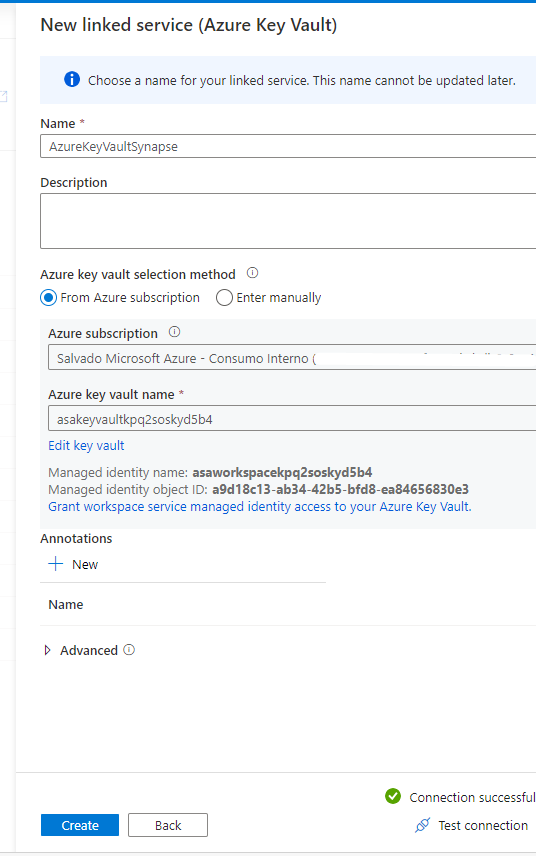 New linked service (Azure Key Vault)
Choose a name for your linked service. This name cannot be updated later.
Name *
AzureKeyVaultSynapse
Description
Azure key vault selection method
From Azure subscription Enter manually
Azure subscription
Salvado Microsoft Azure - Consumo Interno (
Azure key vault name *
asakeyvaultkpq2soskyd5b4
Edit key vault
Managed identity name: asaworkspacekpq2soskyd5b4
Managed identity object ID: a9d18c13-ab34-42b5-bfd8-ea84656830e3
Grant workspace service managed identity access to your Azure Key Vault.
Annotations
New
Name
Advanced
Connection successful
Create Back Test connection